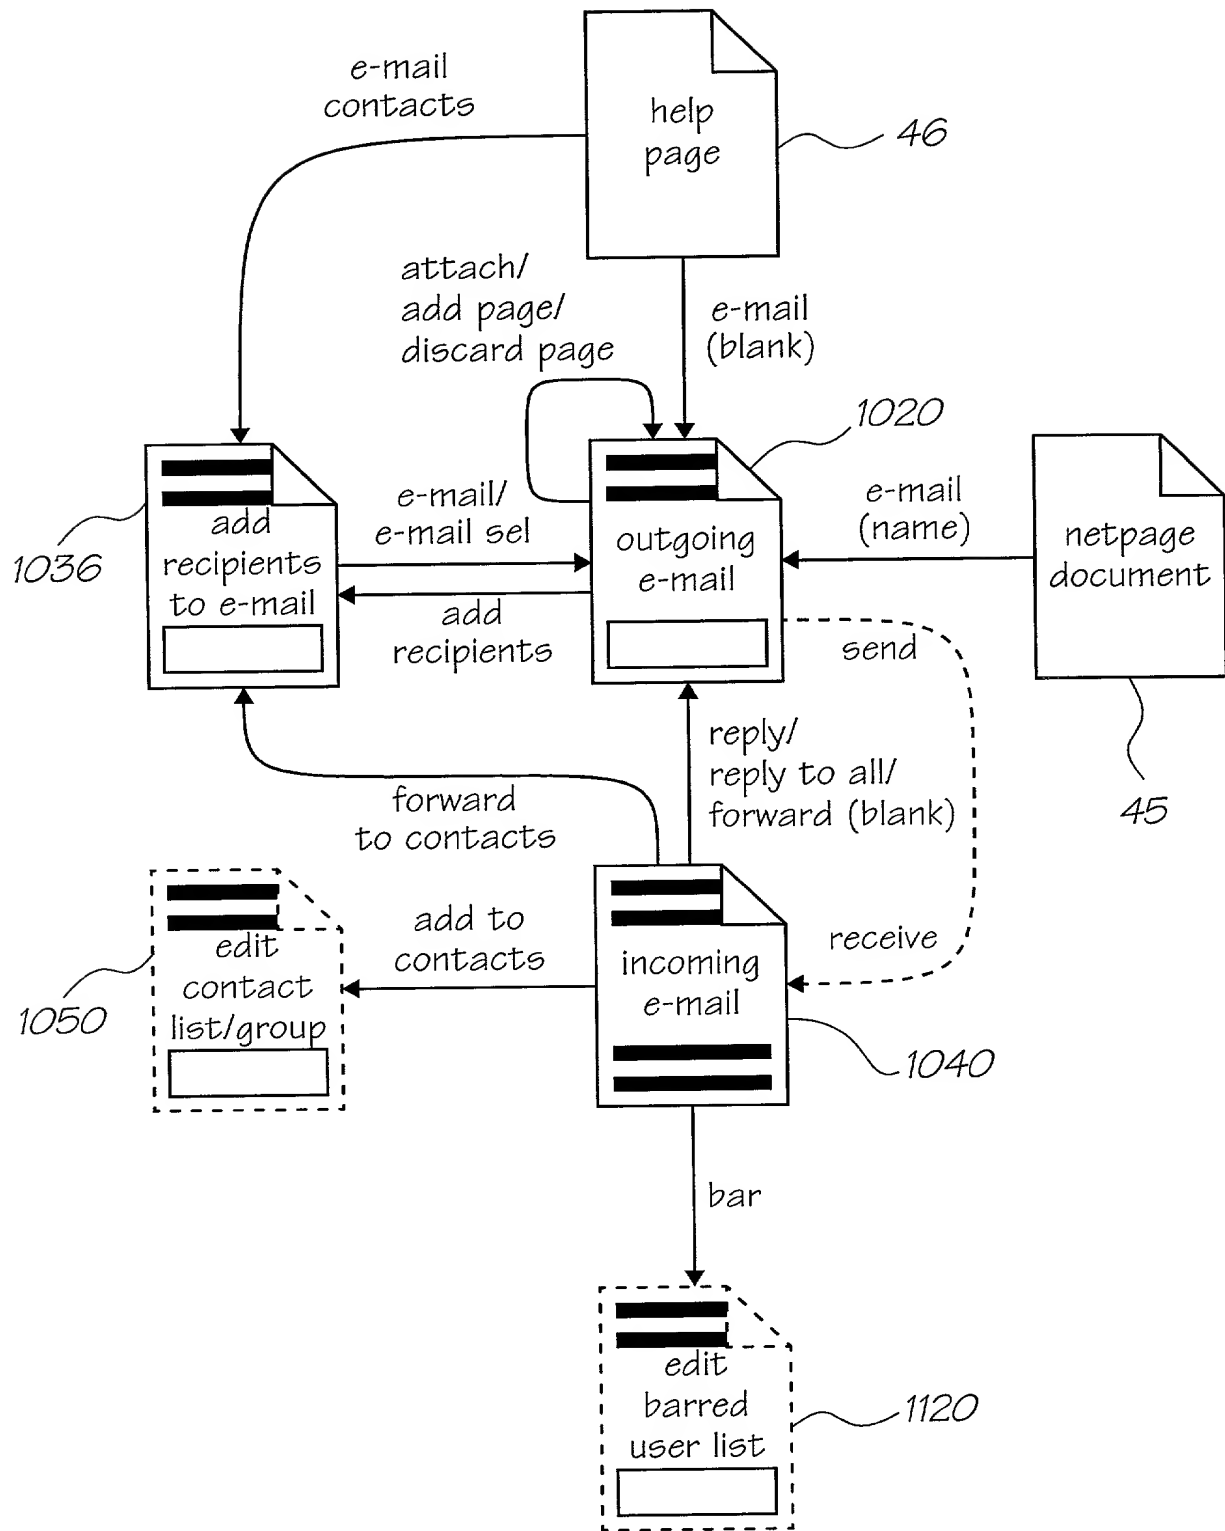 e-mail
contacts
help
page
46
attach/
add page/
discard page
e-mail
(blank)
1020
e-mail/
e-mail sel
e-mail
(name)
add
recipients
to e-mail
1036
outgoing
e-mail
netpage
document
add
recipients
send
45
reply/
reply to all/
forward (blank)
forward
to contacts
add to
contacts
receive
edit
contact
list/group
1050
incoming
e-mail
1040
bar
edit
barred
user list
1120